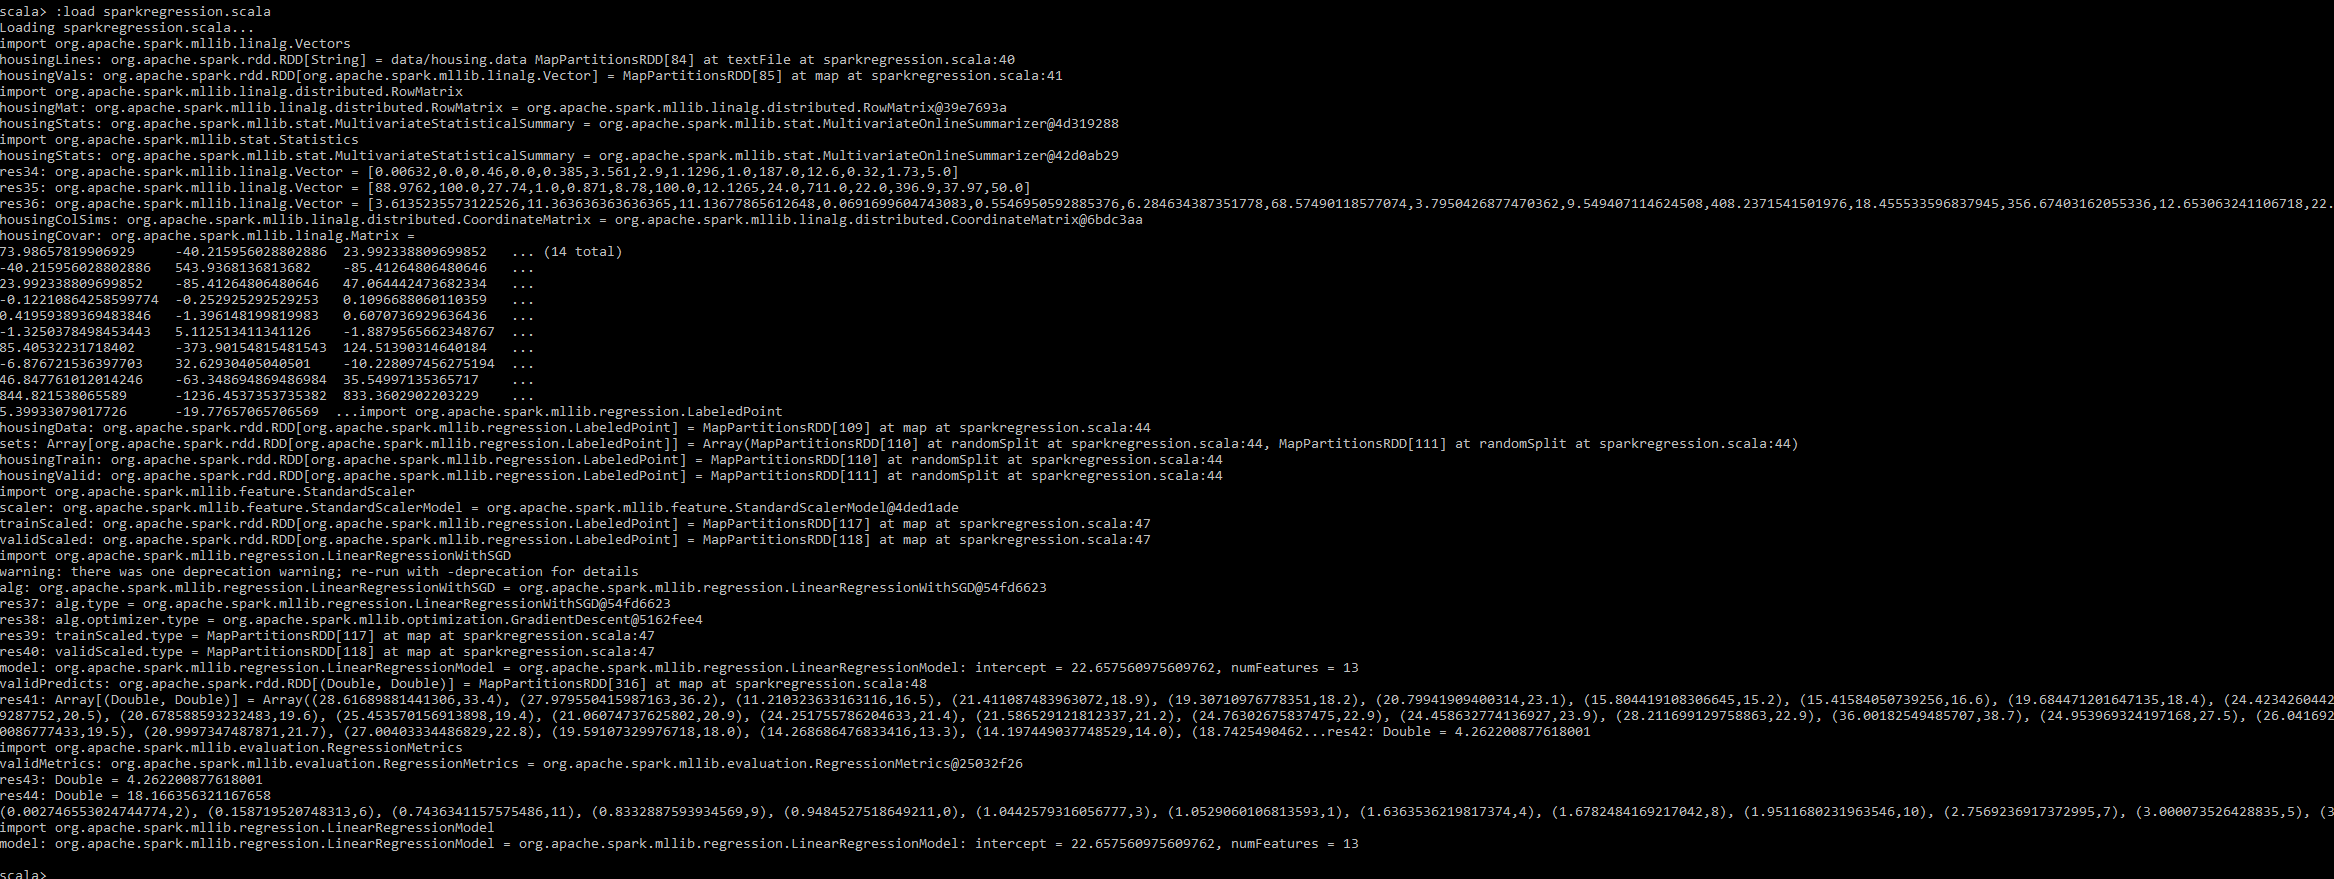 scala> :load sparkregression.scala
Loading sparkregression.scala...
import org.apache.spark.mllib.linalg.Vectors
housingLines: org.apache.spark.rdd.RDD[String] = data/housing.data MapPartitionsRDD[84] at textFile at sparkregression.scala:40
housingVals: org.apache.spark.rdd.RDD[org.apache.spark.mllib.linalg.Vector] = MapPartitionsRDD[85] at map at sparkregression.scala:41
import org.apache.spark.mllib.linalg.distributed.RowMatrix
housingMat: org.apache.spark.mllib.linalg.distributed.RowMatrix = org.apache.spark.mllib.linalg.distributed.RowMatrix@39e7693a
housingStats: org.apache.spark.mllib.stat.MultivariateStatisticalSummary = org.apache.spark.mllib.stat.MultivariateOnlineSummarizer@4d319288
import org.apache.spark.mllib.stat.Statistics
housingStats: org.apache.spark.mllib.stat.MultivariateStatisticalSummary = org.apache.spark.mllib.stat.MultivariateOnlineSummarizer@42d0ab29
res34: org.apache.spark.mllib.linalg.Vector = [0.00632,0.0,0.46,0.0,0.385,3.561,2.9,1.1296,1.0,187.0,12.6,0.32,1.73,5.0]
res35: org.apache.spark.mllib.linalg.Vector = [88.9762,100.0,27.74,1.0,0.871,8.78,100.0,12.1265,24.0,711.0,22.0,396.9,37.97,50.0]
res36: org.apache.spark.mllib.linalg.Vector = [3.6135235573122526,11.363636363636365,11.13677865612648,0.0691699604743083,0.5546950592885376,6.284634387351778,68.57490118577074,3.7950426877470362,9.549407114624508,408.2371541501976,18.455533596837945,356.67403162055336,12.653063241106718,22.
housingColSims: org.apache.spark.mllib.linalg.distributed.CoordinateMatrix = org.apache.spark.mllib.linalg.distributed.CoordinateMatrix@6bdc3aa
housingCovar: org.apache.spark.mllib.linalg.Matrix =
73.98657819906929 -40.215956028802886 23.992338809699852 ... (14 total)
-40.215956028802886 543.9368136813682 -85.41264806480646 ...
23.992338809699852 -85.41264806480646 47.064442473682334 ...
-0.12210864258599774 -0.252925292529253 0.1096688060110359 ...
0.41959389369483846 -1.396148199819983 0.6070736929636436 ...
-1.3250378498453443 5.112513411341126 -1.8879565662348767 ...
85.40532231718402 -373.90154815481543 124.51390314640184 ...
-6.876721536397703 32.62930405040501 -10.228097456275194 ...
46.847761012014246 -63.348694869486984 35.54997135365717 ...
844.821538065589 -1236.4537353735382 833.3602902203229 ...
5.39933079017726 -19.77657065706569 ...import org.apache.spark.mllib.regression.LabeledPoint
housingData: org.apache.spark.rdd.RDD[org.apache.spark.mllib.regression.LabeledPoint] = MapPartitionsRDD[109] at map at sparkregression.scala:44
sets: Array[org.apache.spark.rdd.RDD[org.apache.spark.mllib.regression.LabeledPoint]] = Array(MapPartitionsRDD[110] at randomSplit at sparkregression.scala:44, MapPartitionsRDD[111] at randomSplit at sparkregression.scala:44)
housingTrain: org.apache.spark.rdd.RDD[org.apache.spark.mllib.regression.LabeledPoint] = MapPartitionsRDD[110] at randomSplit at sparkregression.scala:44
housingValid: org.apache.spark.rdd.RDD[org.apache.spark.mllib.regression.LabeledPoint] = MapPartitionsRDD[111] at randomSplit at sparkregression.scala:44
import org.apache.spark.mllib.feature.StandardScaler
scaler: org.apache.spark.mllib.feature.StandardScalerModel = org.apache.spark.mllib.feature.StandardScalerModel@4ded1ade
trainScaled: org.apache.spark.rdd.RDD[org.apache.spark.mllib.regression.LabeledPoint] = MapPartitionsRDD[117] at map at sparkregression.scala:47
validScaled: org.apache.spark.rdd.RDD[org.apache.spark.mllib.regression.LabeledPoint] = MapPartitionsRDD[118] at map at sparkregression.scala:47
import org.apache.spark.mllib.regression.LinearRegressionWithSGD
warning: there was one deprecation warning; re-run with -deprecation for details
alg: org.apache.spark.mllib.regression.LinearRegressionWithSGD = org.apache.spark.mllib.regression.LinearRegressionWithSGD@54fd6623
res37: alg.type = org.apache.spark.mllib.regression.LinearRegressionWithSGD@54fd6623
res38: alg.optimizer.type = org.apache.spark.mllib.optimization.GradientDescent@5162fee4
res39: trainScaled.type = MapPartitionsRDD[117] at map at sparkregression.scala:47
res40: validScaled.type = MapPartitionsRDD[118] at map at sparkregression.scala:47
model: org.apache.spark.mllib.regression.LinearRegressionModel = org.apache.spark.mllib.regression.LinearRegressionModel: intercept = 22.657560975609762, numFeatures = 13
validPredicts: org.apache.spark.rdd.RDD[(Double, Double)] = MapPartitionsRDD[316] at map at sparkregression.scala:48
res41: Array[(Double, Double)] = Array((28.61689881441306,33.4), (27.979550415987163,36.2), (11.210323633163116,16.5), (21.411087483963072,18.9), (19.30710976778351,18.2), (20.79941909400314,23.1), (15.804419108306645,15.2), (15.41584050739256,16.6), (19.684471201647135,18.4), (24.4234260442
9287752,20.5), (20.678588593232483,19.6), (25.453570156913898,19.4), (21.06074737625802,20.9), (24.251755786204633,21.4), (21.586529121812337,21.2), (24.76302675837475,22.9), (24.458632774136927,23.9), (28.211699129758863,22.9), (36.00182549485707,38.7), (24.953969324197168,27.5), (26.041692
0086777433,19.5), (20.9997347487871,21.7), (27.00403334486829,22.8), (19.59107329976718,18.0), (14.268686476833416,13.3), (14.197449037748529,14.0), (18.7425490462...res42: Double = 4.262200877618001
import org.apache.spark.mllib.evaluation.RegressionMetrics
validMetrics: org.apache.spark.mllib.evaluation.RegressionMetrics = org.apache.spark.mllib.evaluation.RegressionMetrics@25032f26
res43: Double = 4.262200877618001
res44: Double = 18.166356321167658
(0.002746553024744774,2), (0.158719520748313,6), (0.7436341157575486,11), (0.8332887593934569,9), (0.9484527518649211,0), (1.0442579316056777,3), (1.0529060106813593,1), (1.6363536219817374,4), (1.6782484169217042,8), (1.9511680231963546,10), (2.7569236917372995,7), (3.000073526428835,5), (3
import org.apache.spark.mllib.regression.LinearRegressionModel
model: org.apache.spark.mllib.regression.LinearRegressionModel = org.apache.spark.mllib.regression.LinearRegressionModel: intercept = 22.657560975609762, numFeatures = 13
scala>